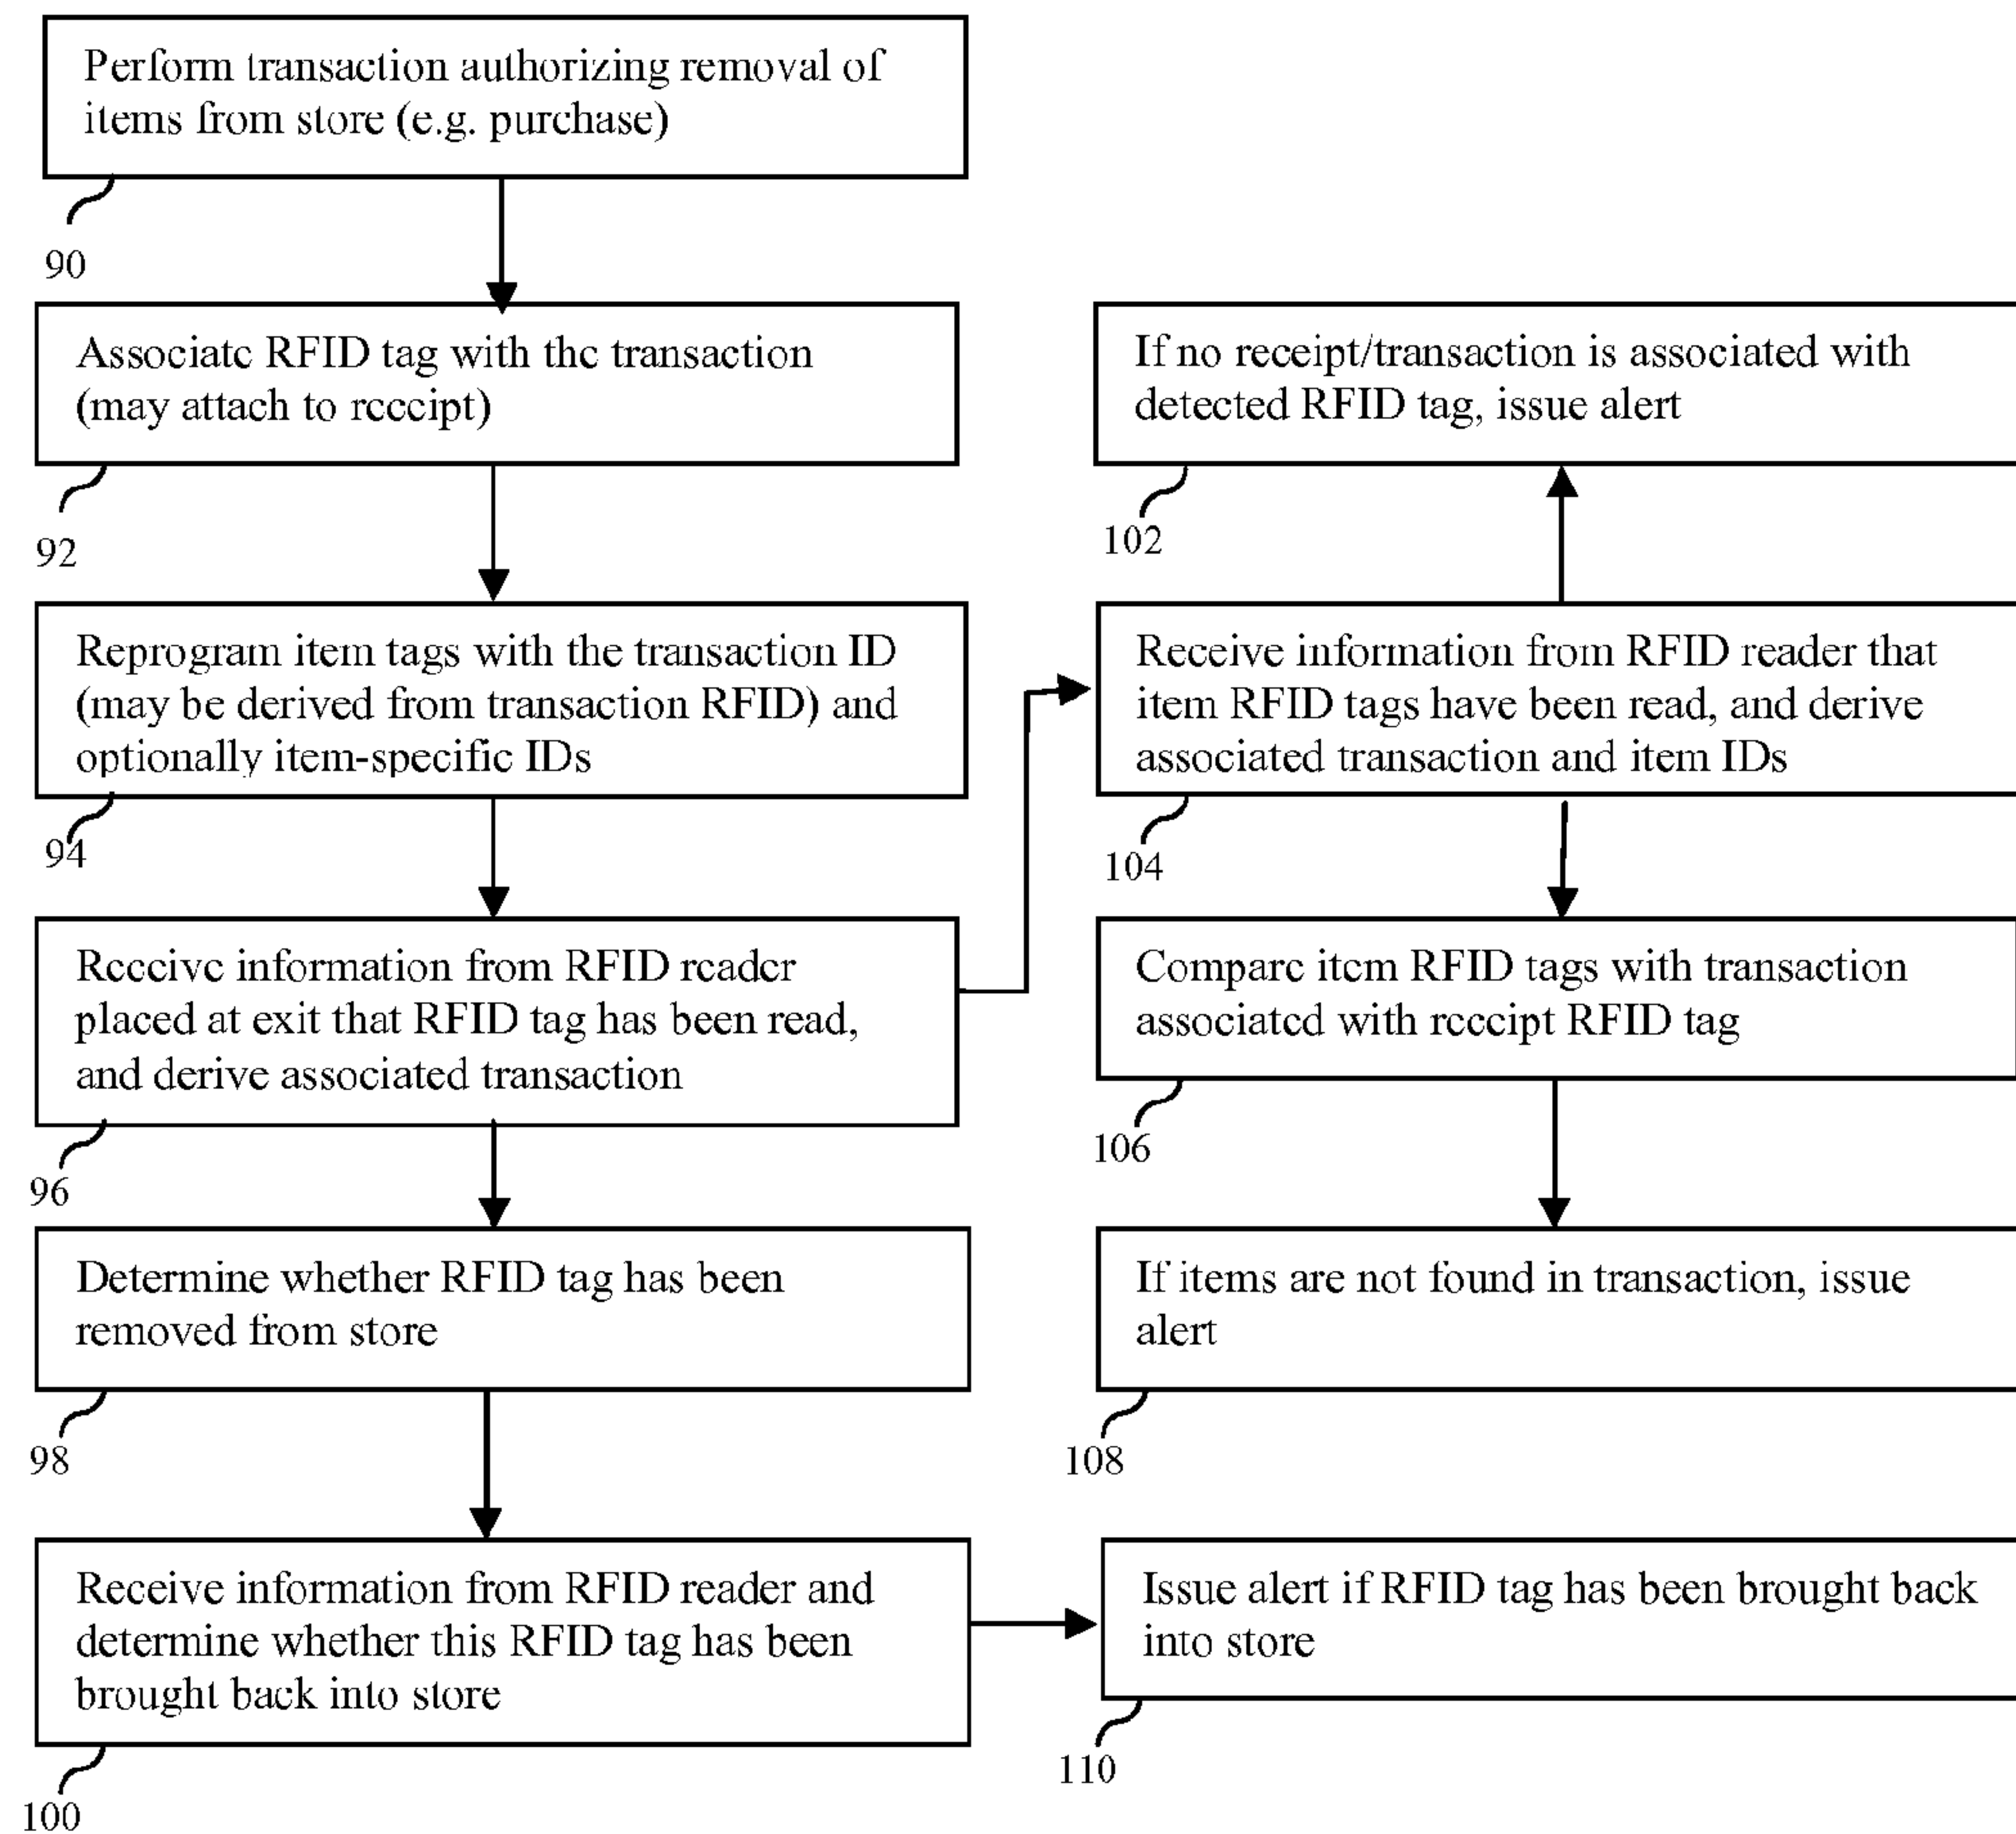 Perform transaction authorizing removal of
items from store (e.g. purchase)
90
Associate RFID tag with the transaction
(may attach to receipt)
92
Reprogram item tags with the transaction ID
(may be derived from transaction RFID) and
optionally item-specific IDs
94
Receive information from RFID reader
placed at exit that RFID tag has been read,
and derive associated transaction
96
Determine whether RFID tag has been
removed from store
98
Receive information from RFID reader and
determine whether this RFID tag has been
brought back into store
100
If no receipt/transaction is associated with
detected RFID tag, issue alert
102
Receive information from RFID reader that
item RFID tags have been read, and derive
associated transaction and item IDs
104
Compare item RFID tags with transaction
associated with receipt RFID tag
106
If items are not found in transaction, issue
alert
108
Issue alert if RFID tag has been brought back
into store
110